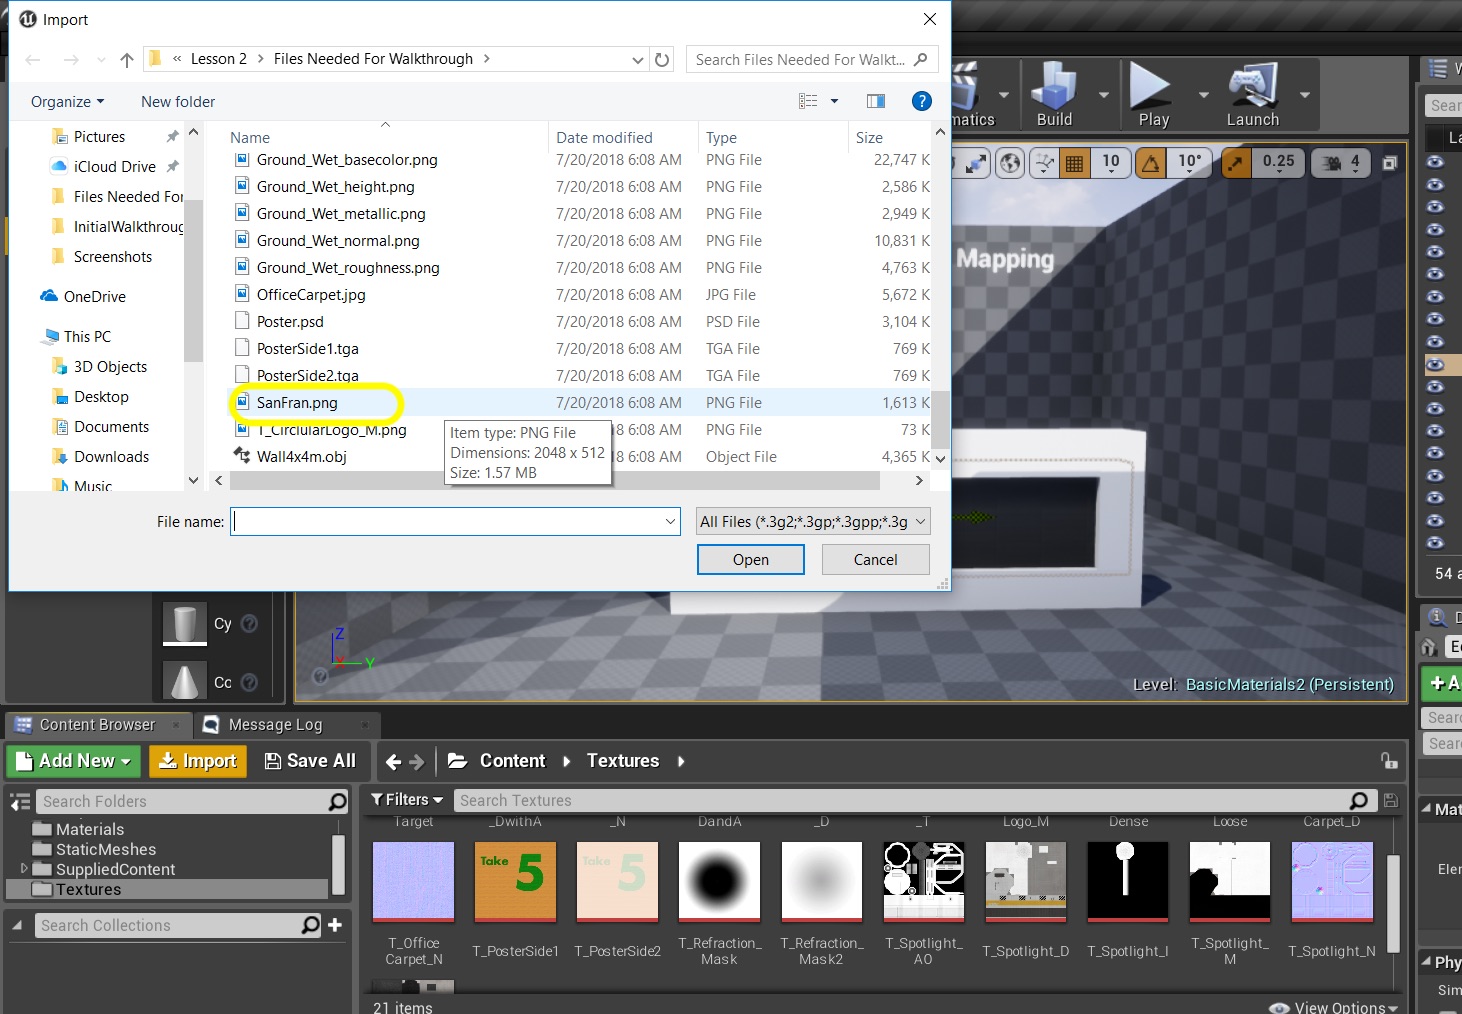 Import
« Lesson 2 > Files Needed For Walkthrough >
Search Files Needed For Walkt...
Organize
New folder
?
Name
Date modified
Type
Size
Pictures
iCloud Drive
Files Needed For
InitialWalkthroug
Screenshots
OneDrive
This PC
3D Objects
Desktop
Documents
Downloads
Music
Ground_Wet_basecolor.png 7/20/2018 6:08 AM PNG File 22,747 K
Ground_Wet_height.png 7/20/2018 6:08 AM PNG File 2,586 K
Ground_Wet_metallic.png 7/20/2018 6:08 AM PNG File 2,949 K
Ground_Wet_normal.png 7/20/2018 6:08 AM PNG File 10,831 K
Ground_Wet_roughness.png 7/20/2018 6:08 AM PNG File 4,763 K
OfficeCarpet.jpg 7/20/2018 6:08 AM JPG File 5,672 K
Poster.psd 7/20/2018 6:08 AM PSD File 3,104 K
PosterSide1.tga 7/20/2018 6:08 AM TGA File 769 K
PosterSide2.tga 7/20/2018 6:08 AM TGA File 769 K
SanFran.png 7/20/2018 6:08 AM PNG File 1,613 K
T_CirclularLogo_M.png 8 6:08 AM PNG File 73 K
Wall4x4m.obj 8 6:08 AM Object File 4,365 K
Item type: PNG File
Dimensions: 2048 x 512
Size: 1.57 MB
File name:
All Files (*.3g2;*.3gp;*.3gpp;*.3g
Open
Cancel
matics
Build
Play
Launch
10
10°
0.25
4
Mapping
Z
X
Y
Level: BasicMaterials2 (Persistent)
Cy
Co
Sear
La
54 a
D
Ec
+ A
Sear
Sear
Mat
Eler
Phy
Sim
Content Browser
Message Log
Add New
Import
Save All
Content
Textures
Search Folders
Materials
StaticMeshes
SuppliedContent
Textures
Search Collections
Filters
Search Textures
Target
_DwithA
_N
DandA
_D
_T
Logo_M
Dense
Loose
Carpet_D
Take 5
Take 5
T_Office
Carpet_N
T_PosterSide1
T_PosterSide2
T_Refraction_
Mask
T_Refraction_
Mask2
T_Spotlight_
AO
T_Spotlight_D
T_Spotlight_I
T_Spotlight_
M
T_Spotlight_N
21 items
View Options